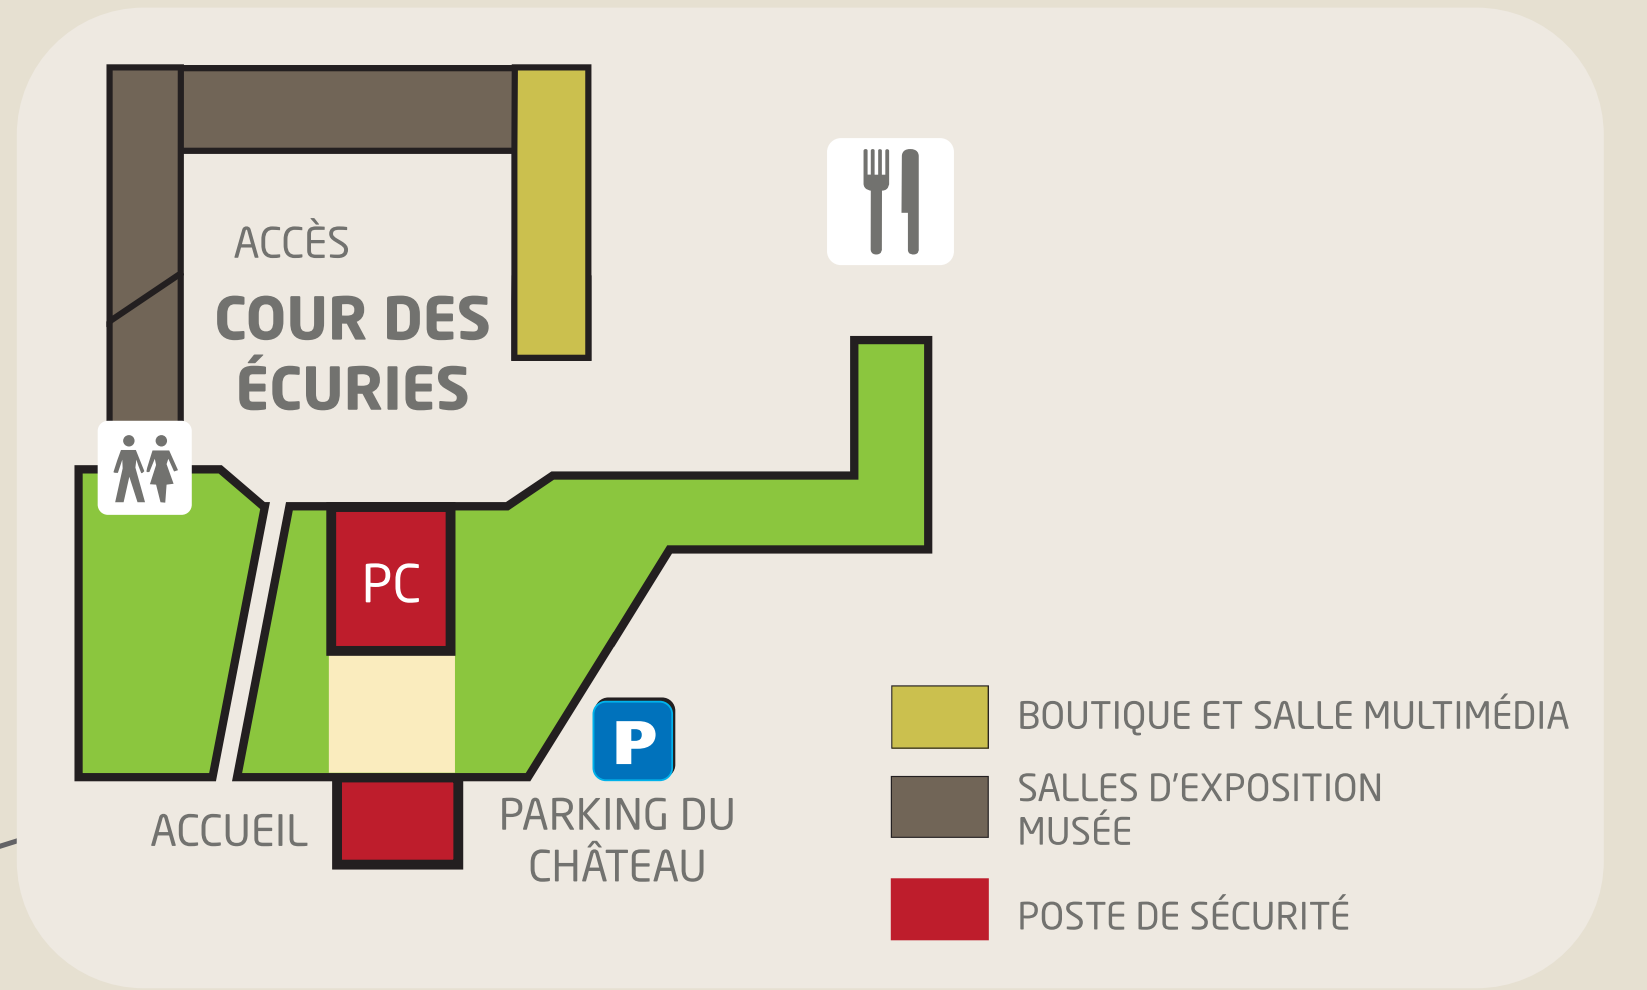 ACCÈS
COUR DES
ÉCURIES
PC
P
ACCUEIL
PARKING DU
CHÂTEAU
BOUTIQUE ET SALLE MULTIMÉDIA
SALLES D'EXPOSITION
MUSÉE
POSTE DE SÉCURITÉ